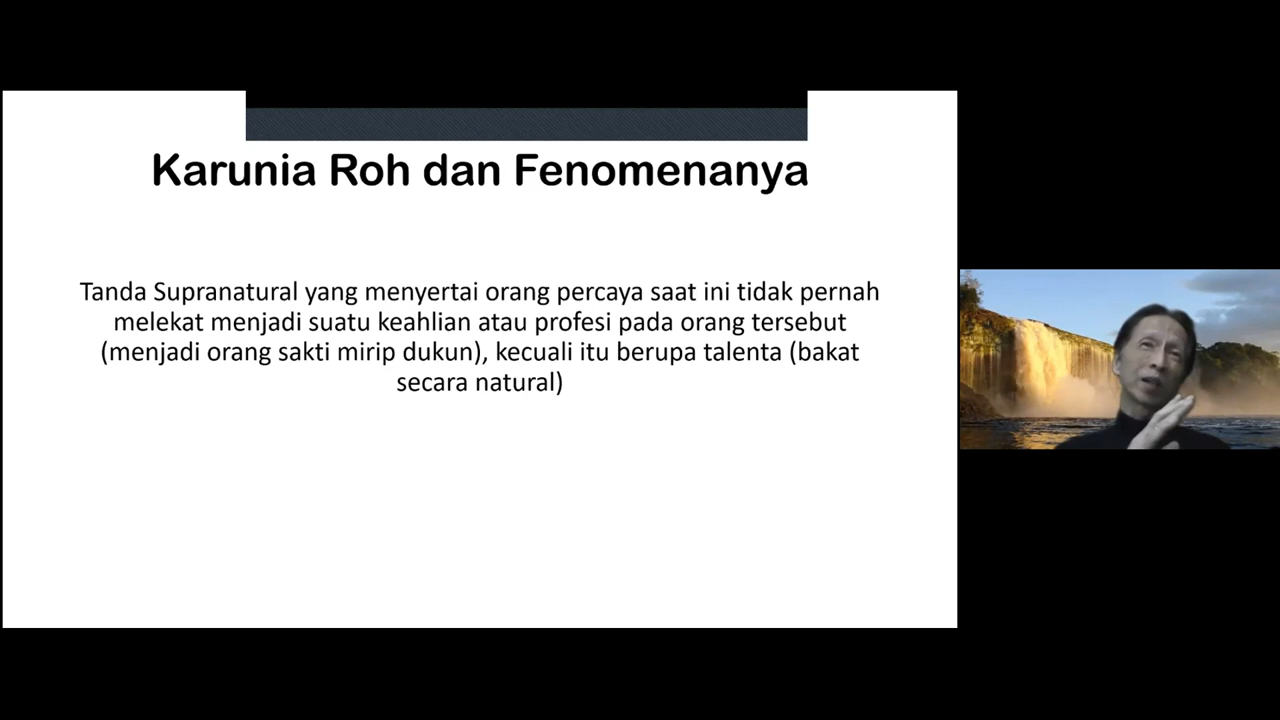 Karunia Roh dan Fenomenanya
Tanda Supranatural yang menyertai orang percaya saat ini tidak pernah
melekat menjadi suatu keahlian atau profesi pada orang tersebut
(menjadi orang sakti mirip dukun), kecuali itu berupa talenta (bakat
secara natural)